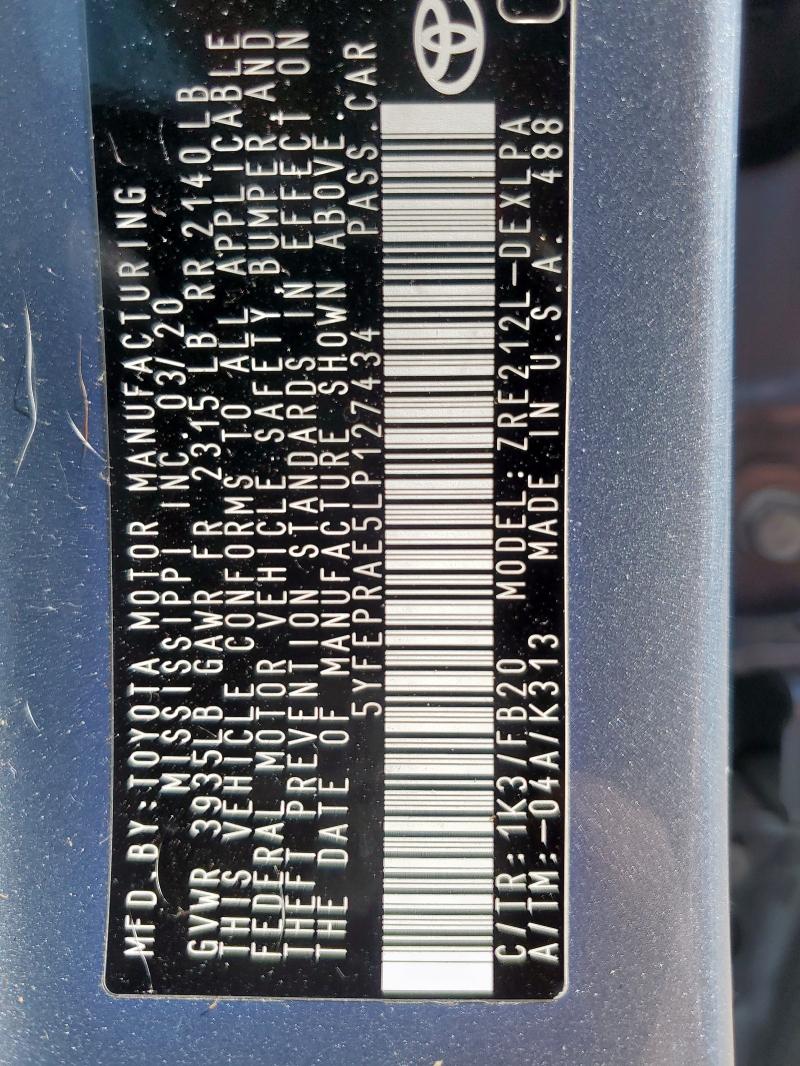 MFD.BY:TOYOTA MOTOR MANUFACTURING
MISSISSIPPI INC. 03/20
GVWR 3935LB GAWR FR 2315LB RR 2140LB
THIS VEHICLE CONFORMS TO ALL APPLICABLE
FEDERAL MOTOR VEHICLE SAFETY,BUMPER AND
THEFT PREVENTION STANDARDS IN EFFECT ON
THE DATE OF MANUFACTURE SHOWN ABOVE.
5YFEPRAE5LP127434 PASS.CAR
C/TR:1K3/FB20 MODEL:ZRE212L-DEXLPA
A/TM:-04A/K313 MADE IN U.S.A. 488